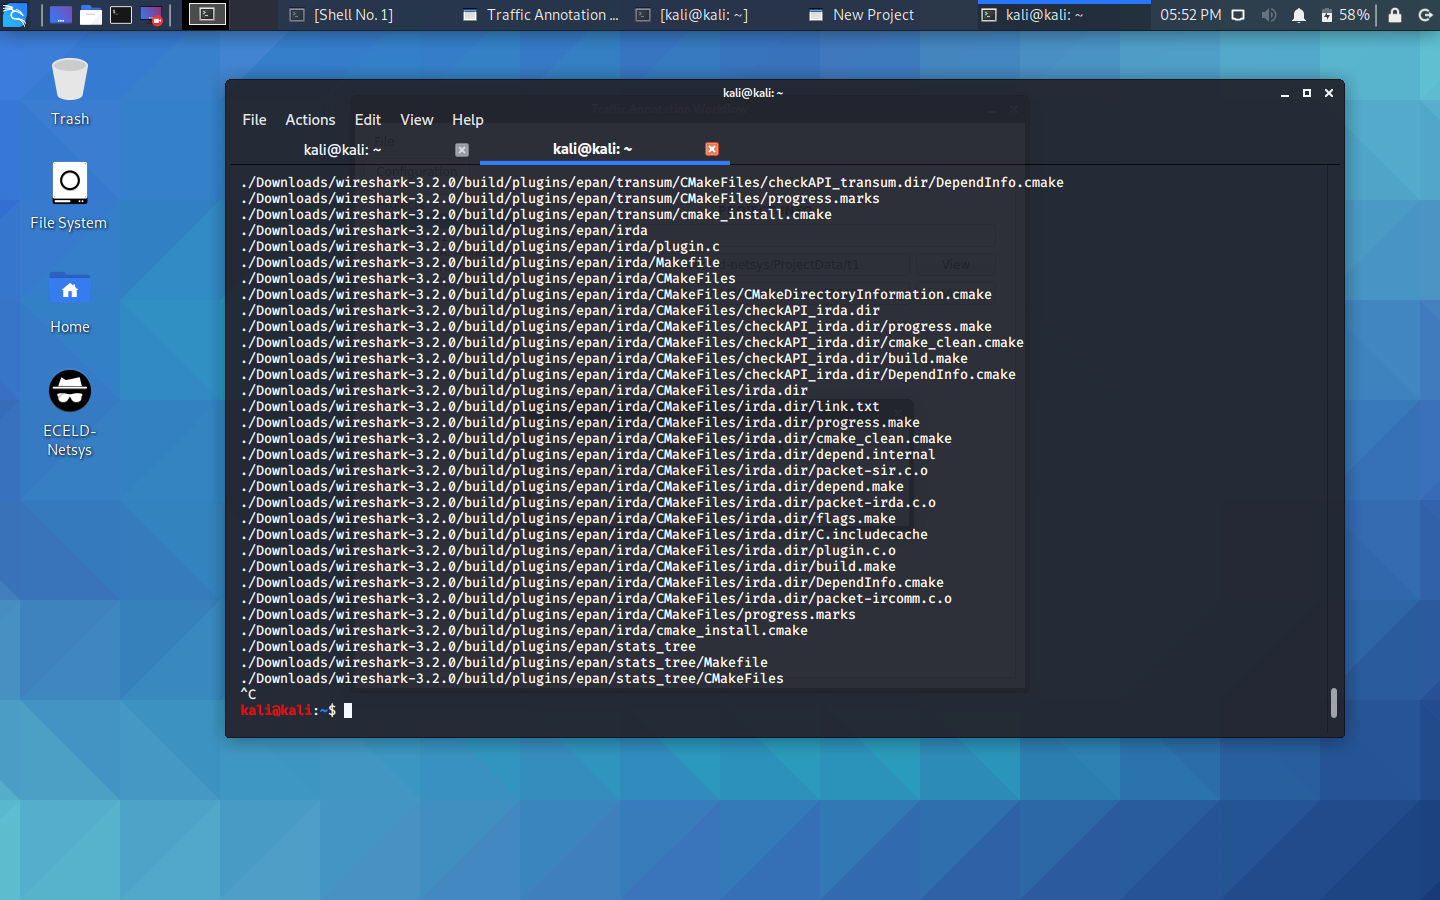 [Shell No. 1]
Traffic Annotation ...
[kali@kali: ~]
New Project
kali@kali: ~
05:52 PM
58%
Trash
File System
Home
ECELD-
Netsys
kali@kali: ~
File Actions Edit View Help
kali@kali: ~
kali@kali: ~
./Downloads/wireshark-3.2.0/build/plugins/epan/transum/CMakeFiles/checkAPI_transum.dir/DependInfo.cmake
./Downloads/wireshark-3.2.0/build/plugins/epan/transum/CMakeFiles/progress.marks
./Downloads/wireshark-3.2.0/build/plugins/epan/transum/cmake_install.cmake
./Downloads/wireshark-3.2.0/build/plugins/epan/irda
./Downloads/wireshark-3.2.0/build/plugins/epan/irda/plugin.c
./Downloads/wireshark-3.2.0/build/plugins/epan/irda/Makefile
./Downloads/wireshark-3.2.0/build/plugins/epan/irda/CMakeFiles
./Downloads/wireshark-3.2.0/build/plugins/epan/irda/CMakeFiles/CMakeDirectoryInformation.cmake
./Downloads/wireshark-3.2.0/build/plugins/epan/irda/CMakeFiles/checkAPI_irda.dir
./Downloads/wireshark-3.2.0/build/plugins/epan/irda/CMakeFiles/checkAPI_irda.dir/progress.make
./Downloads/wireshark-3.2.0/build/plugins/epan/irda/CMakeFiles/checkAPI_irda.dir/cmake_clean.cmake
./Downloads/wireshark-3.2.0/build/plugins/epan/irda/CMakeFiles/checkAPI_irda.dir/build.make
./Downloads/wireshark-3.2.0/build/plugins/epan/irda/CMakeFiles/checkAPI_irda.dir/DependInfo.cmake
./Downloads/wireshark-3.2.0/build/plugins/epan/irda/CMakeFiles/irda.dir
./Downloads/wireshark-3.2.0/build/plugins/epan/irda/CMakeFiles/irda.dir/link.txt
./Downloads/wireshark-3.2.0/build/plugins/epan/irda/CMakeFiles/irda.dir/progress.make
./Downloads/wireshark-3.2.0/build/plugins/epan/irda/CMakeFiles/irda.dir/cmake_clean.cmake
./Downloads/wireshark-3.2.0/build/plugins/epan/irda/CMakeFiles/irda.dir/depend.internal
./Downloads/wireshark-3.2.0/build/plugins/epan/irda/CMakeFiles/irda.dir/packet-sir.c.o
./Downloads/wireshark-3.2.0/build/plugins/epan/irda/CMakeFiles/irda.dir/depend.make
./Downloads/wireshark-3.2.0/build/plugins/epan/irda/CMakeFiles/irda.dir/packet-irda.c.o
./Downloads/wireshark-3.2.0/build/plugins/epan/irda/CMakeFiles/irda.dir/flags.make
./Downloads/wireshark-3.2.0/build/plugins/epan/irda/CMakeFiles/irda.dir/C.includecache
./Downloads/wireshark-3.2.0/build/plugins/epan/irda/CMakeFiles/irda.dir/plugin.c.o
./Downloads/wireshark-3.2.0/build/plugins/epan/irda/CMakeFiles/irda.dir/build.make
./Downloads/wireshark-3.2.0/build/plugins/epan/irda/CMakeFiles/irda.dir/DependInfo.cmake
./Downloads/wireshark-3.2.0/build/plugins/epan/irda/CMakeFiles/irda.dir/packet-ircomm.c.o
./Downloads/wireshark-3.2.0/build/plugins/epan/irda/CMakeFiles/progress.marks
./Downloads/wireshark-3.2.0/build/plugins/epan/irda/cmake_install.cmake
./Downloads/wireshark-3.2.0/build/plugins/epan/stats_tree
./Downloads/wireshark-3.2.0/build/plugins/epan/stats_tree/Makefile
./Downloads/wireshark-3.2.0/build/plugins/epan/stats_tree/CMakeFiles
^C
kali@kali:~$